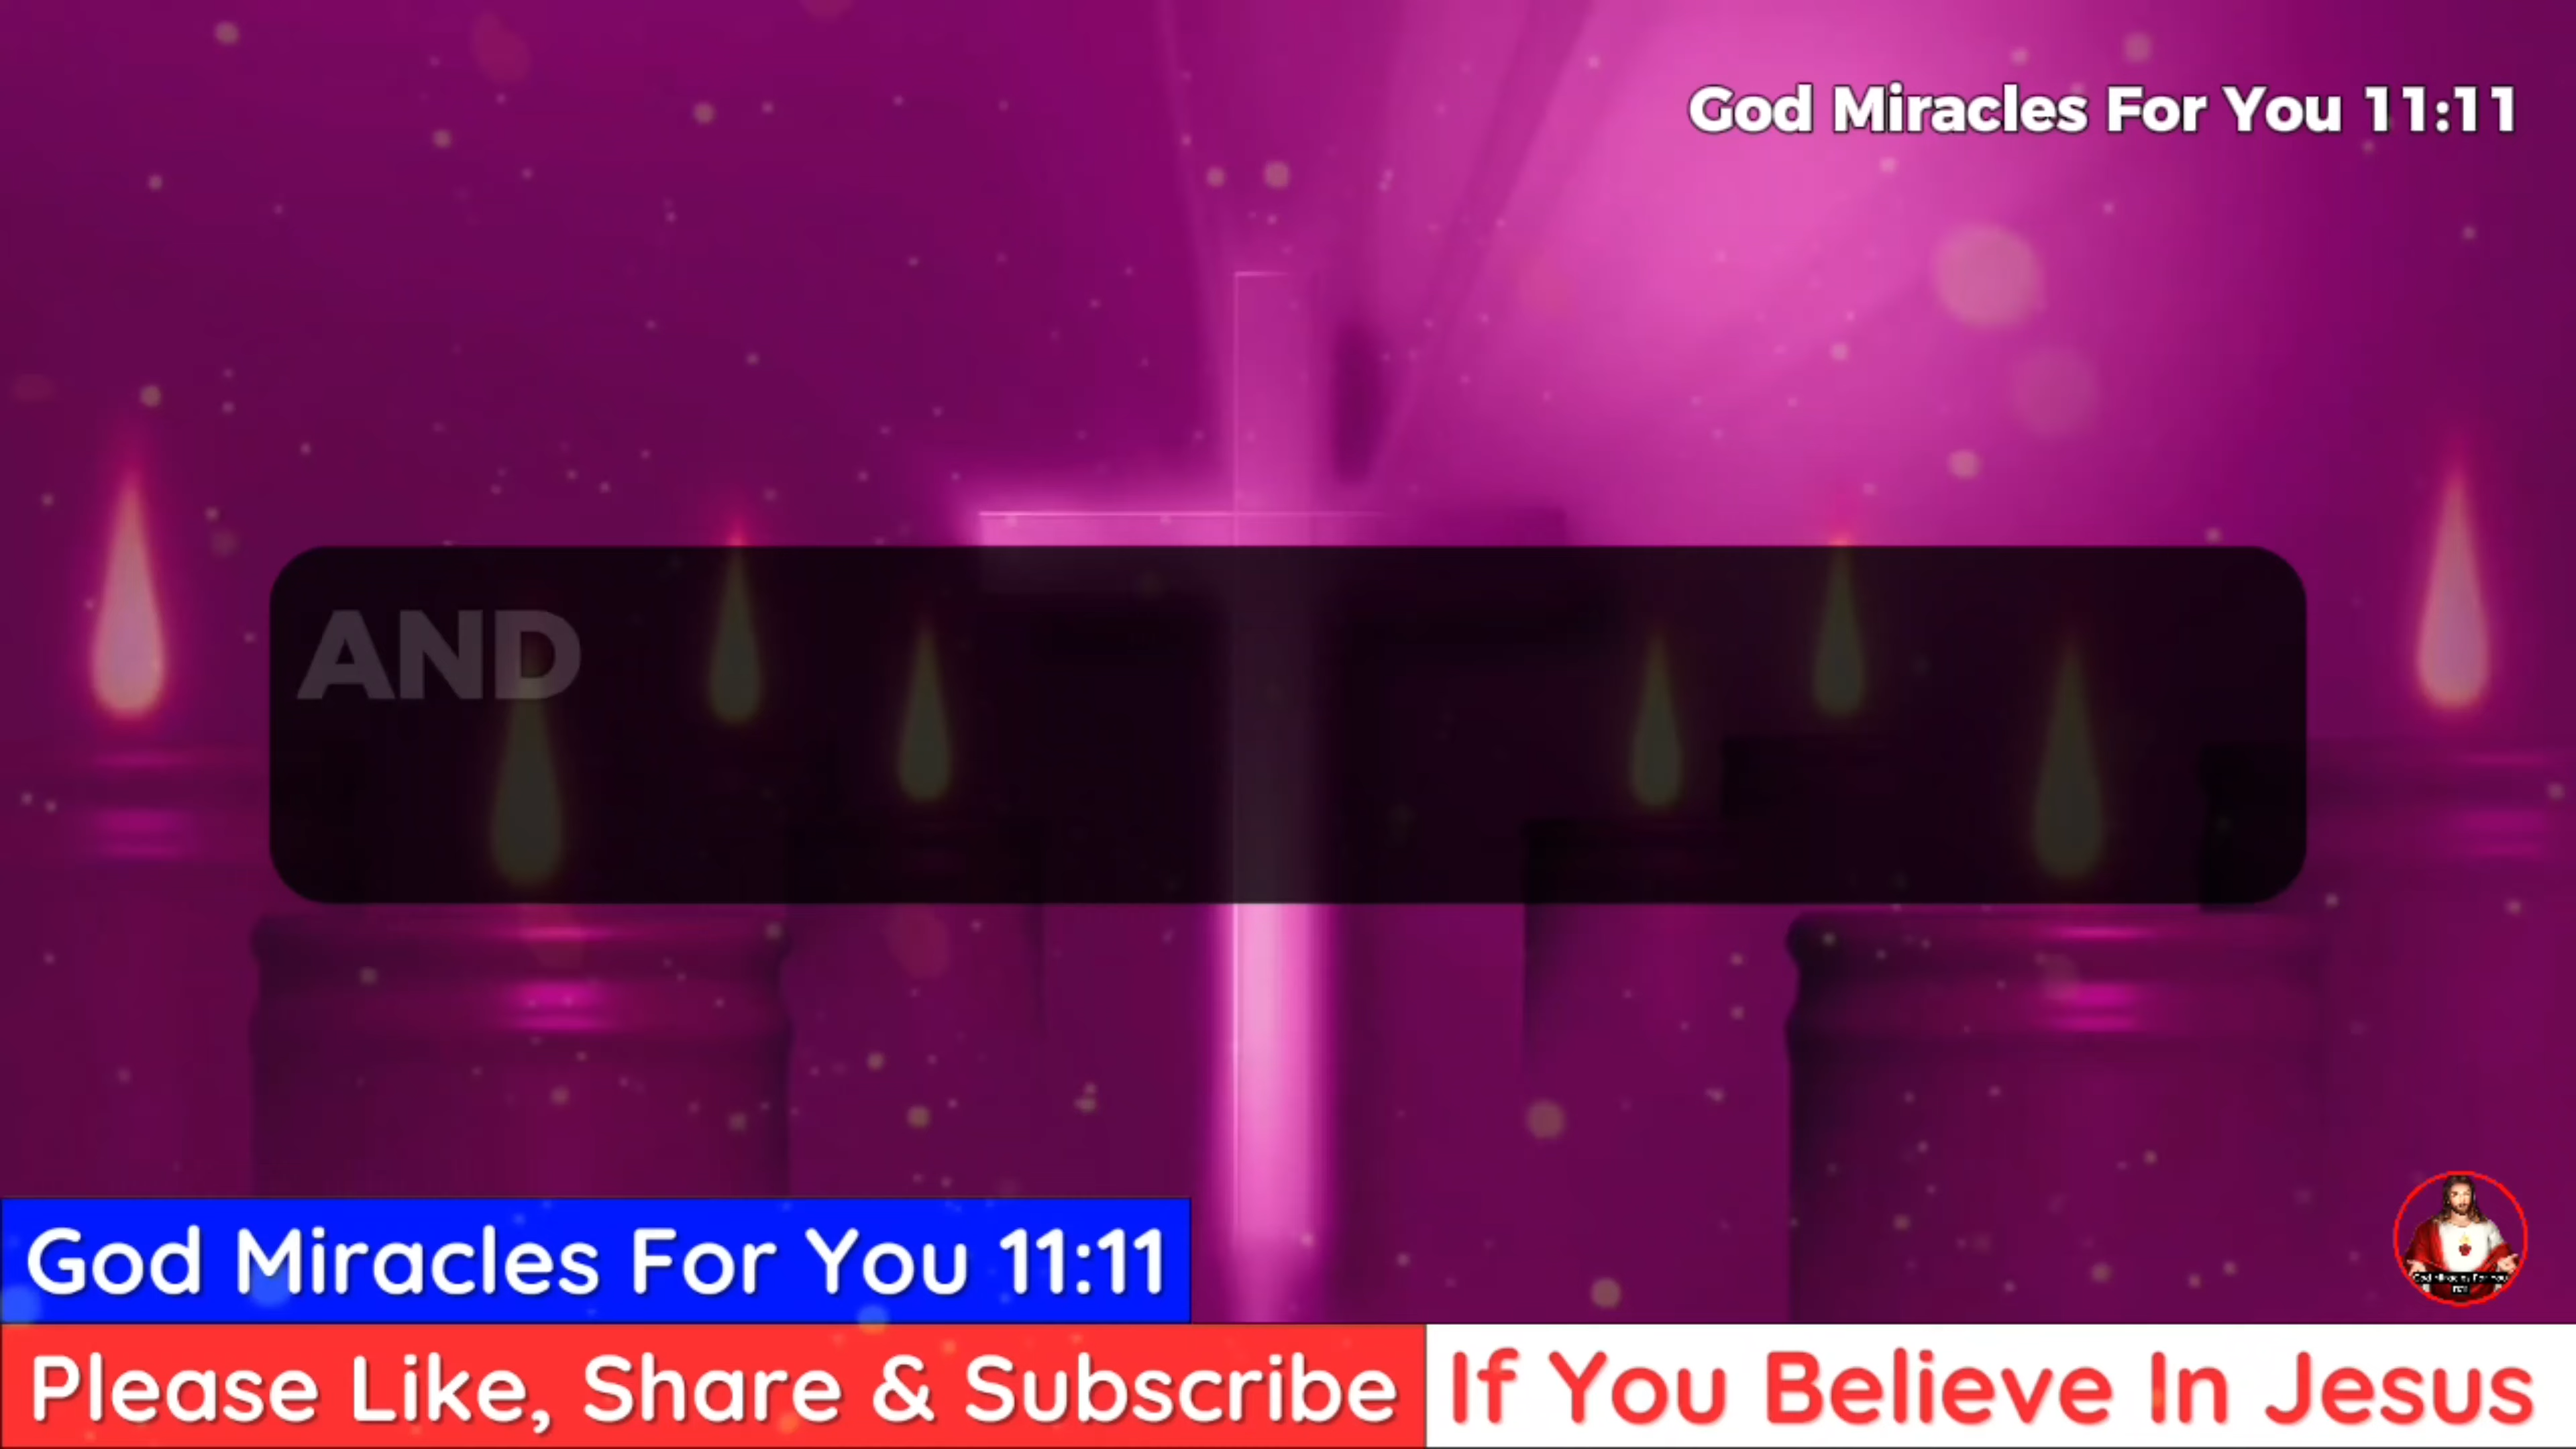 God Miracles For You 11:11
AND
God Miracles For You 11:11
Please Like, Share & Subscribe
If You Believe In Jesus